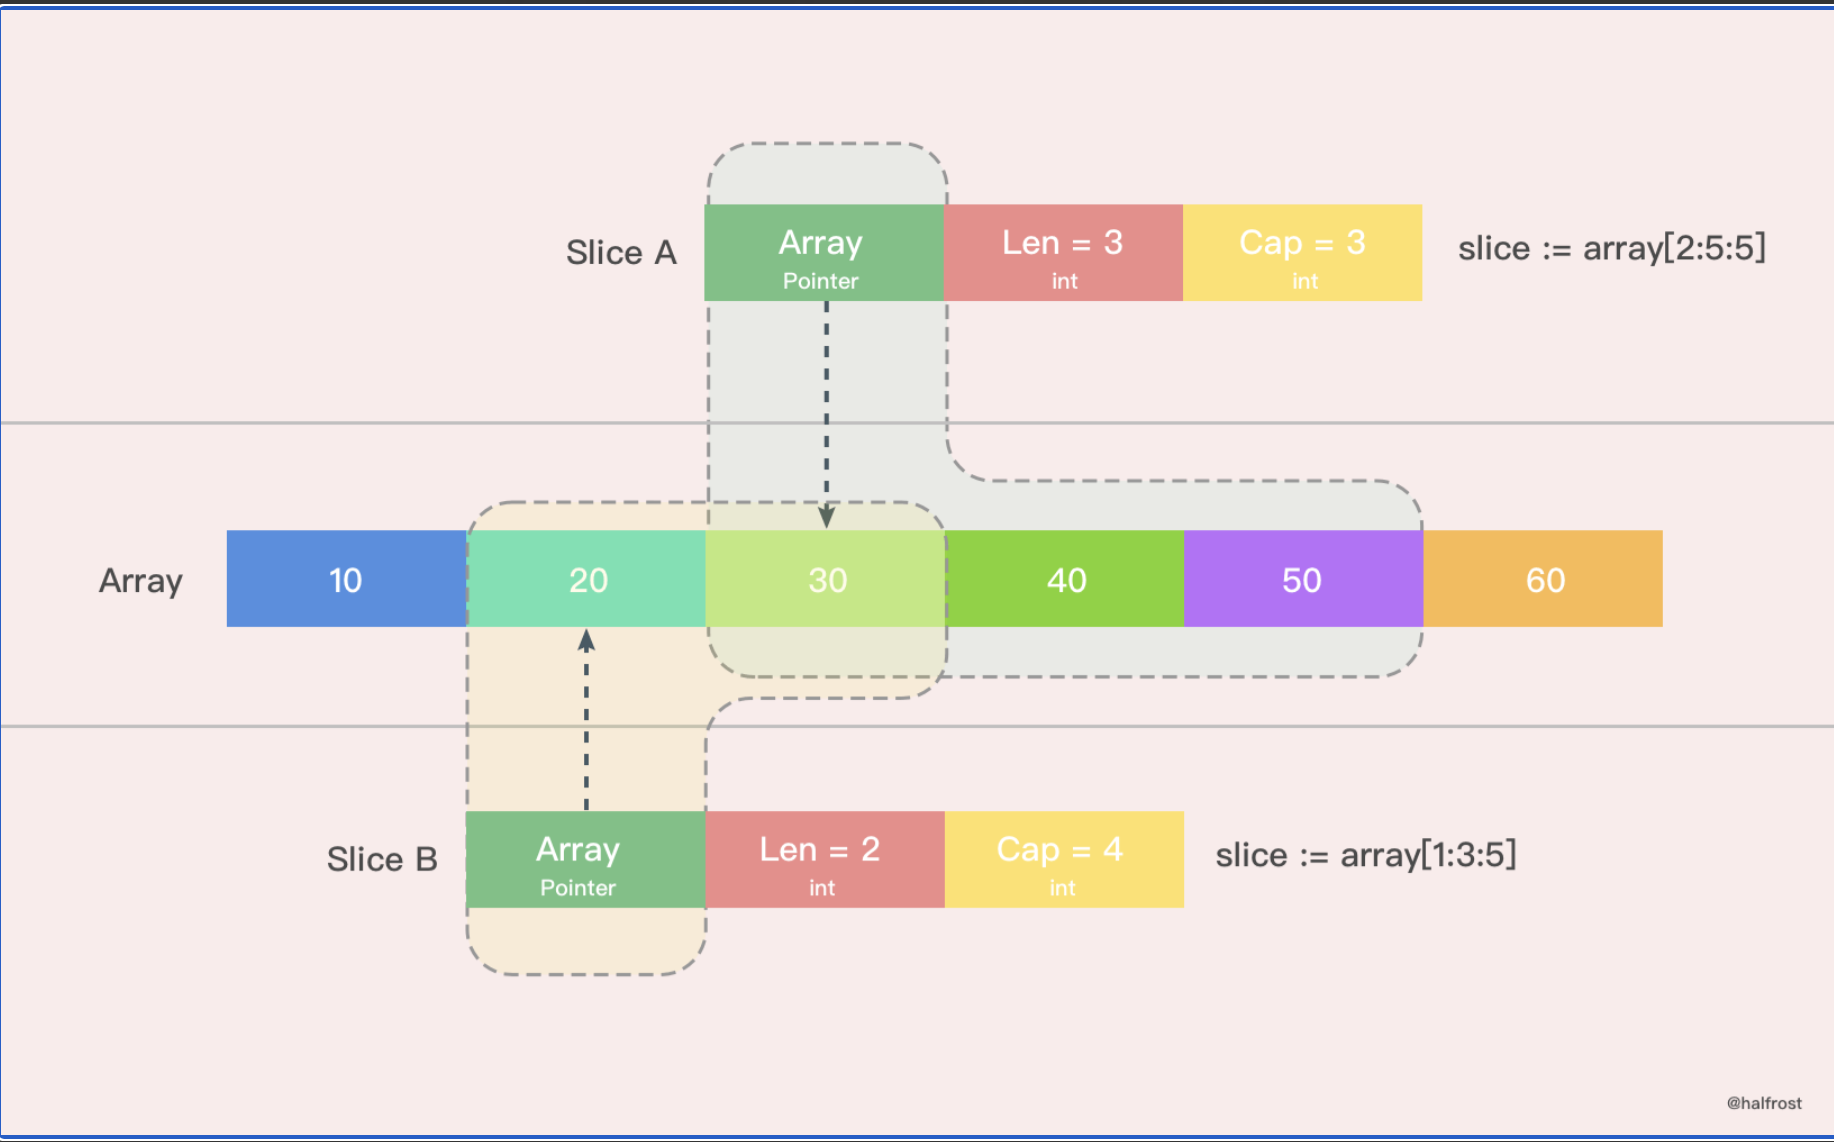 Slice A
Array
Pointer
Len = 3
int
Cap = 3
int
slice := array[2:5:5]
Array
10
20
30
40
50
60
Slice B
Array
Pointer
Len = 2
int
Cap = 4
int
slice := array[1:3:5]
@halfrost